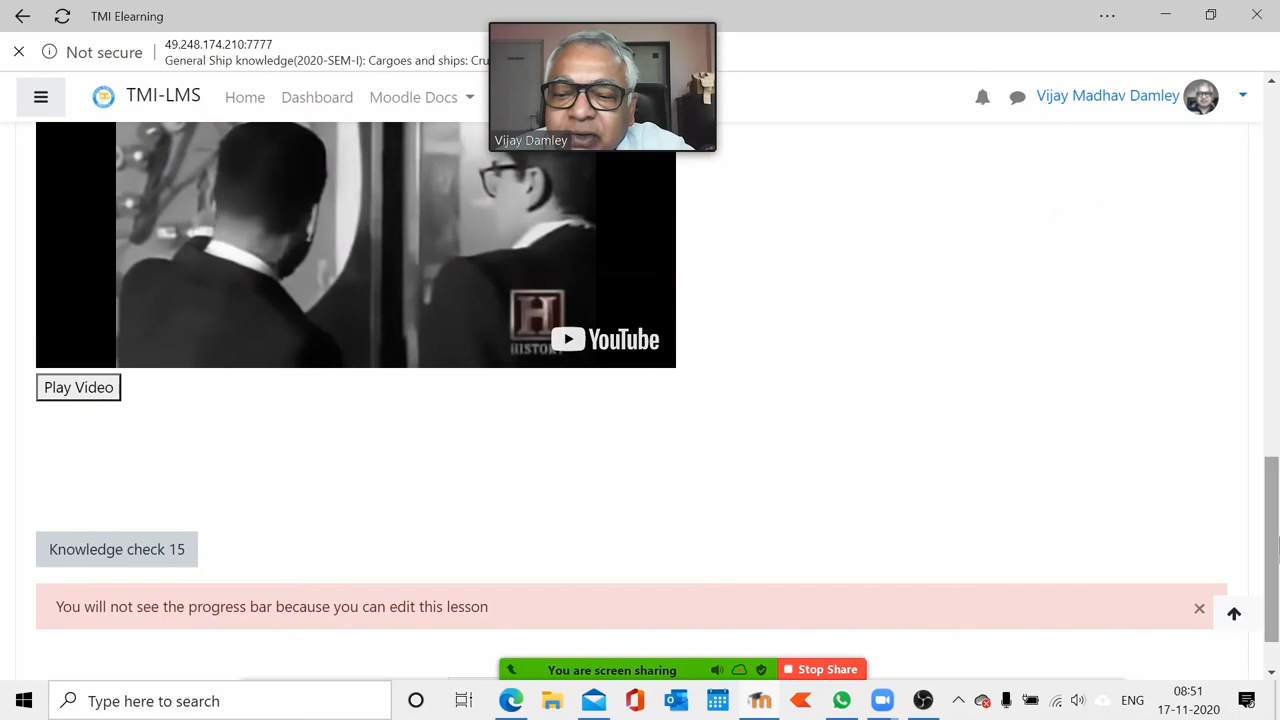 TMI Elearning
Not secure
49.248.174.210:7777
General Ship knowledge(2020-SEM-I): Cargoes and ships: Cru
TMI-LMS
Home
Dashboard
Moodle Docs
Vijay Madhav Damley
Vijay Damley
H
HISTORY
YouTube
Play Video
Knowledge check 15
You will not see the progress bar because you can edit this lesson
You are screen sharing
Stop Share
Type here to search
ENG
08:51
17-11-2020